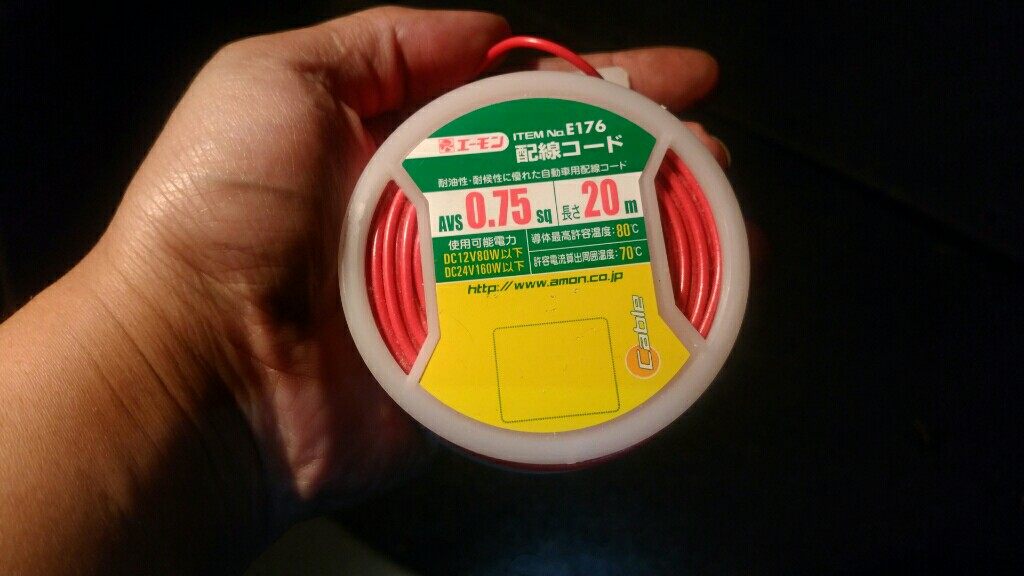 エーモン ITEM No.E176
配線コード
耐油性・耐候性に優れた自動車用配線コード
AVS 0.75 sq 長さ 20 m
使用可能電力
DC12V80W以下
DC24V160W以下
導体最高許容温度:80℃
許容電流算出周囲温度:70℃
http://www.amon.co.jp
Cable